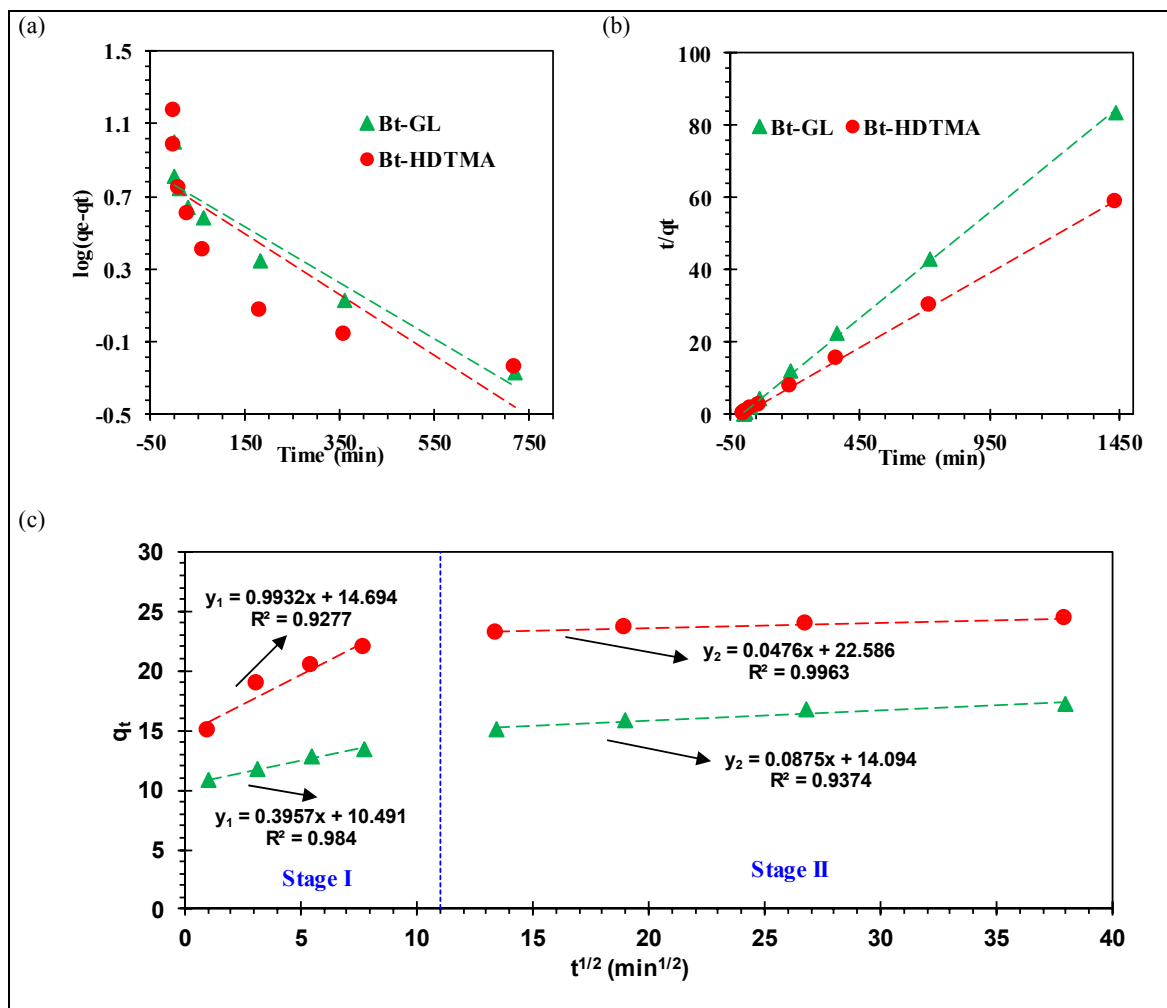 (a)
1.5
1.1
0.7
0.3
-0.1
-0.5
log(qe-qt)
Bt-GL
Bt-HDTMA
-50 150 350 550 750
Time (min)
(b)
100
80
60
40
20
0
t/qt
Bt-GL Bt-HDTMA
-50 450 950 1450
Time (min)
(c)
30
25
20
15
10
5
0
qt
y1 = 0.9932x + 14.694
R² = 0.9277
y2 = 0.0476x + 22.586
R² = 0.9963
y2 = 0.0875x + 14.094
R² = 0.9374
y1 = 0.3957x + 10.491
R² = 0.984
Stage I
Stage II
0 5 10 15 20 25 30 35 40
t1/2 (min1/2)